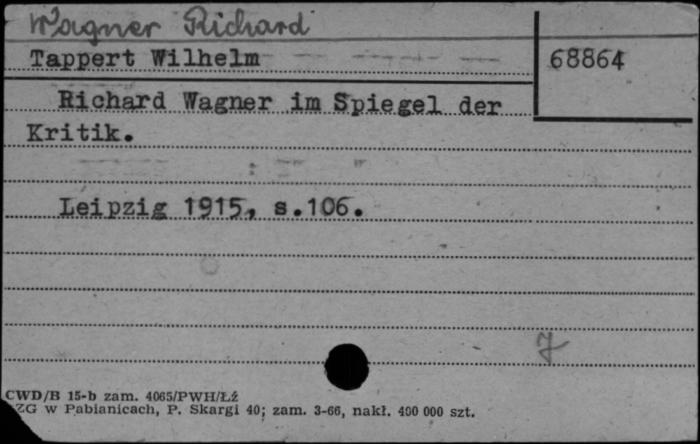 Wagner Richard
Tappert Wilhelm
68864
Richard Wagner im Spiegel der
Kritik.
Leipzig 1915, s.106.
CWD/B 15-b zam. 4065/PWH/Łź
ZG w Pabianicach, P. Skargi 40; zam. 3-66, nakł. 400 000 szt.